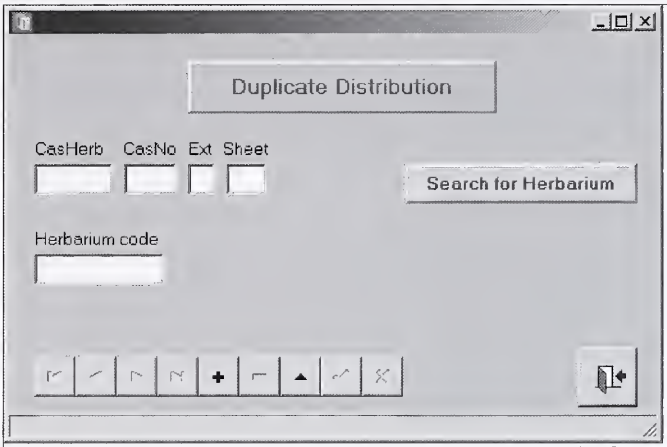 Duplicate Distribution
CasHerb CasNo Ext Sheet
Search for Herbarium
Herbarium code